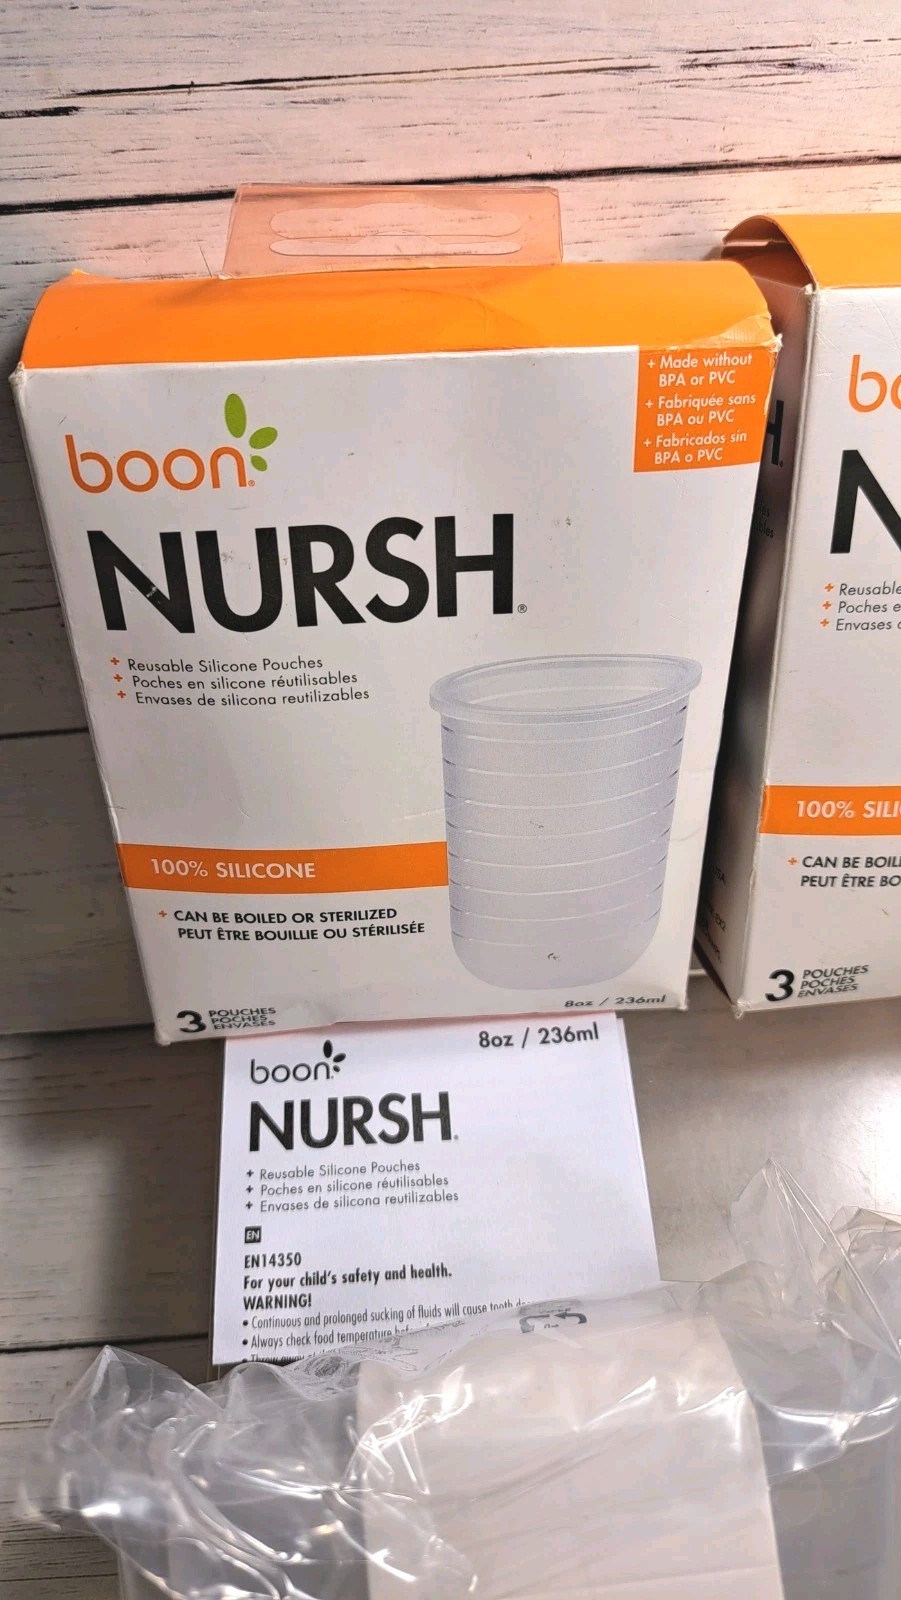 boon®
NURSH®
+ Made without
BPA or PVC
+ Fabriquée sans
BPA ou PVC
+ Fabricados sin
BPA o PVC
+ Reusable Silicone Pouches
+ Poches en silicone réutilisables
+ Envases de silicona reutilizables
100% SILICONE
+ CAN BE BOILED OR STERILIZED
PEUT ÊTRE BOUILLIE OU STÉRILISÉE
3 POUCHES
POCHES
ENVASES
8oz / 236ml
bo
N
+ Reusable
+ Poches e
+ Envases
100% SILI
+ CAN BE BOIL
PEUT ÊTRE BO
3 POUCHES
POCHES
ENVASES
8oz / 236ml
boon
NURSH
+ Reusable Silicone Pouches
+ Poches en silicone réutilisables
+ Envases de silicona reutilizables
EN
EN14350
For your child's safety and health.
WARNING!
• Continuous and prolonged sucking of fluids will cause tooth
• Always check food temperature
• Throw away